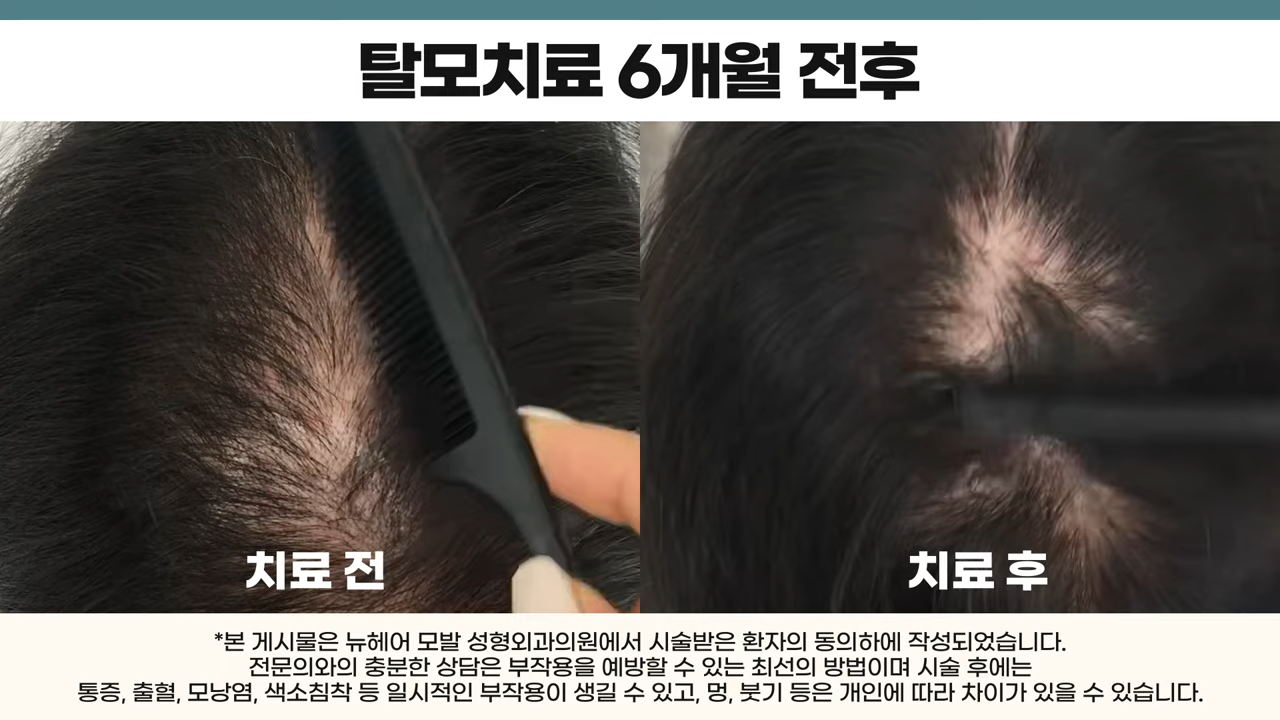 탈모치료 6개월 전후
치료 전
치료 후
*본 게시물은 뉴헤어 모발 성형외과의원에서 시술받은 환자의 동의하에 작성되었습니다.
전문의와의 충분한 상담은 부작용을 예방할 수 있는 최선의 방법이며 시술 후에는
통증, 출혈, 모낭염, 색소침착 등 일시적인 부작용이 생길 수 있고, 멍, 붓기 등은 개인에 따라 차이가 있을 수 있습니다.